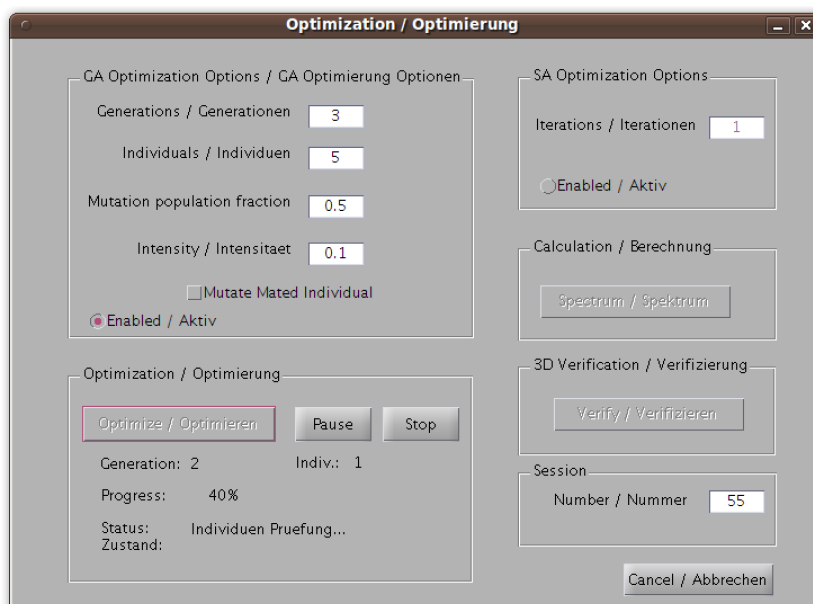 Optimization / Optimierung
GA Optimization Options / GA Optimierung Optionen
Generations / Generationen 3
Individuals / Individuen 5
Mutation population fraction 0.5
Intensity / Intensitaet 0.1
Mutate Mated Individual
Enabled / Aktiv
SA Optimization Options
Iterations / Iterationen 1
Enabled / Aktiv
Calculation / Berechnung
Spectrum / Spektrum
Optimization / Optimierung
Optimize / Optimieren Pause Stop
Generation: 2 Indiv.: 1
Progress: 40%
Status: Individuen Pruefung...
Zustand:
3D Verification / Verifizierung
Verify / Verifizieren
Session
Number / Nummer 55
Cancel / Abbrechen